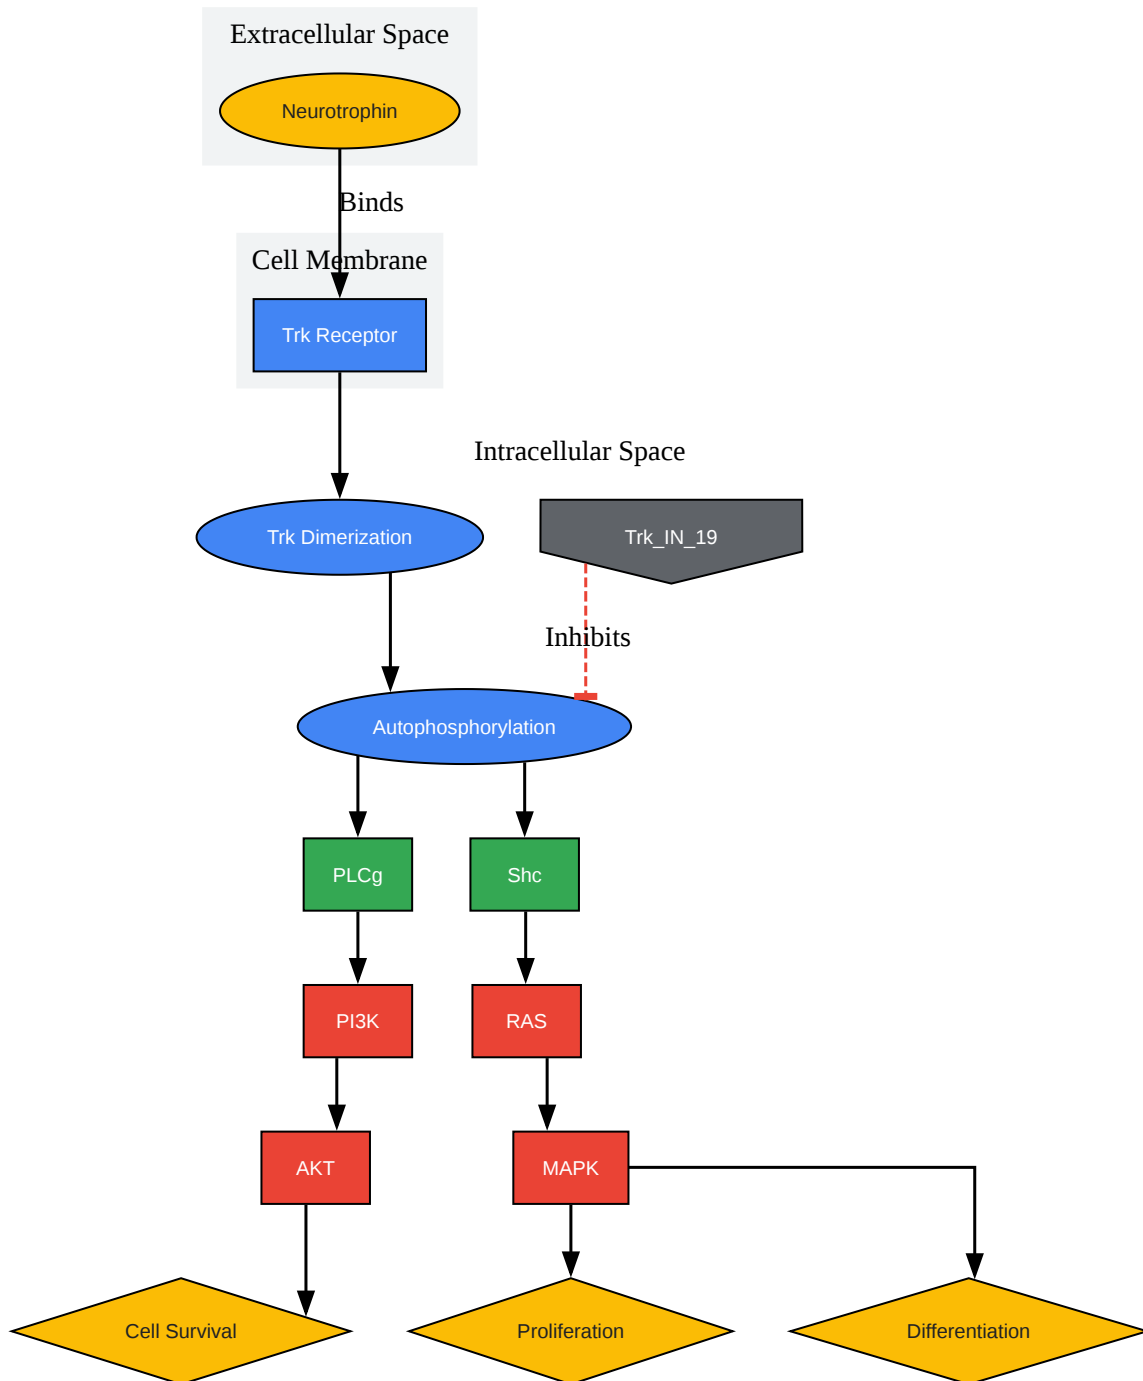 Extracellular Space
Neurotrophin
Binds
Cell Membrane
Trk Receptor
Intracellular Space
Trk Dimerization
Trk_IN_19
Inhibits
Autophosphorylation
PLCg
Shc
PI3K
RAS
AKT
MAPK
Cell Survival
Proliferation
Differentiation